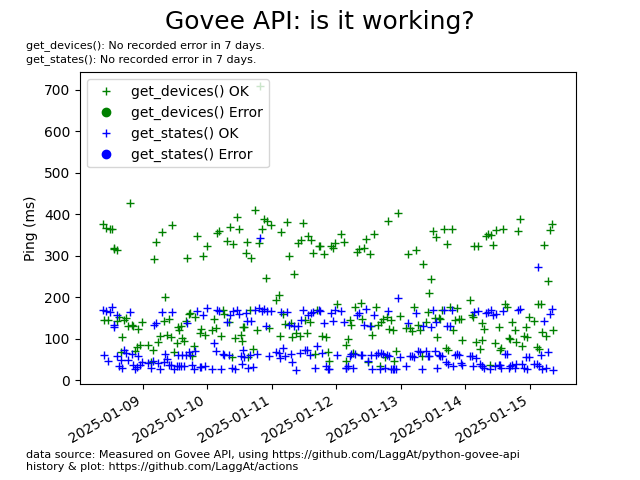 Govee API: is it working?
get_devices(): No recorded error in 7 days.
get_states(): No recorded error in 7 days.
get_devices() OK
get_devices() Error
get_states() OK
get_states() Error
Ping (ms)
700
600
500
400
300
200
100
0
2025-01-09
2025-01-10
2025-01-11
2025-01-12
2025-01-13
2025-01-14
2025-01-15
data source: Measured on Govee API, using https://github.com/LaggAt/python-govee-api
history & plot: https://github.com/LaggAt/actions